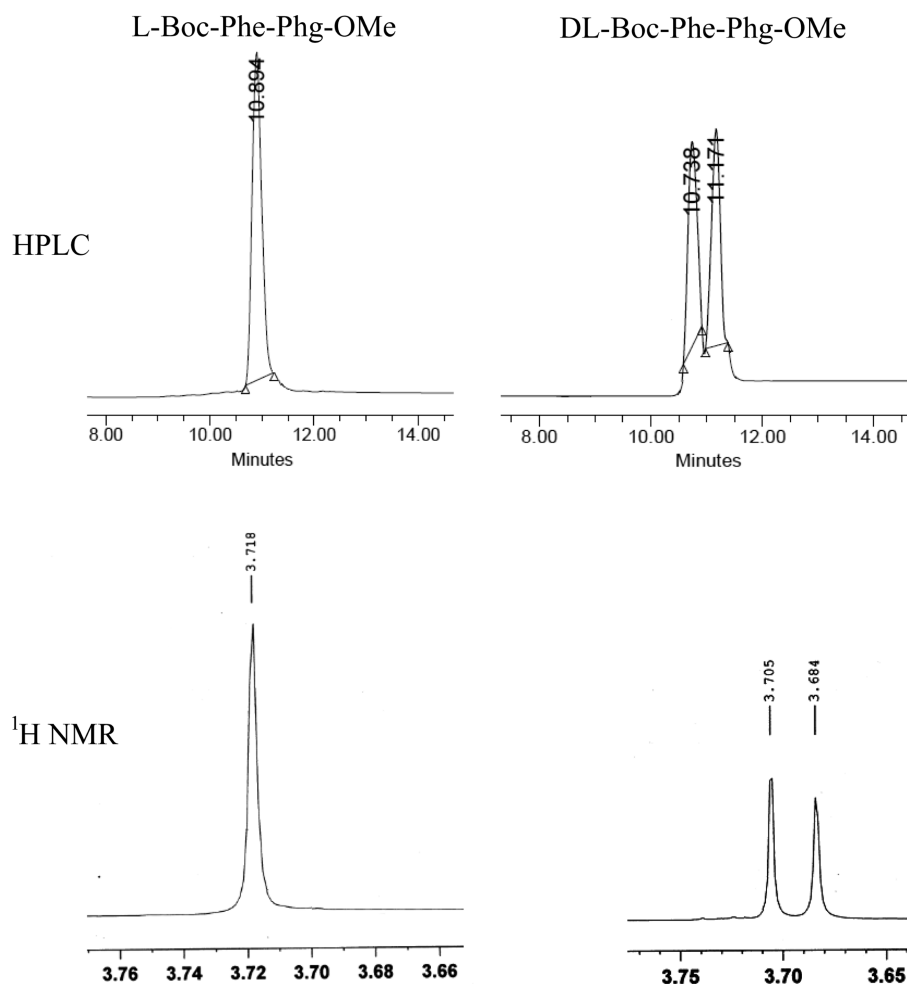 L-Boc-Phe-Phg-OMe
DL-Boc-Phe-Phg-OMe
HPLC
10.894
8.00 10.00 12.00 14.00
Minutes
10.738
11.171
8.00 10.00 12.00 14.00
Minutes
¹H NMR
3.718
3.76 3.74 3.72 3.70 3.68 3.66
3.705
3.684
3.75 3.70 3.65